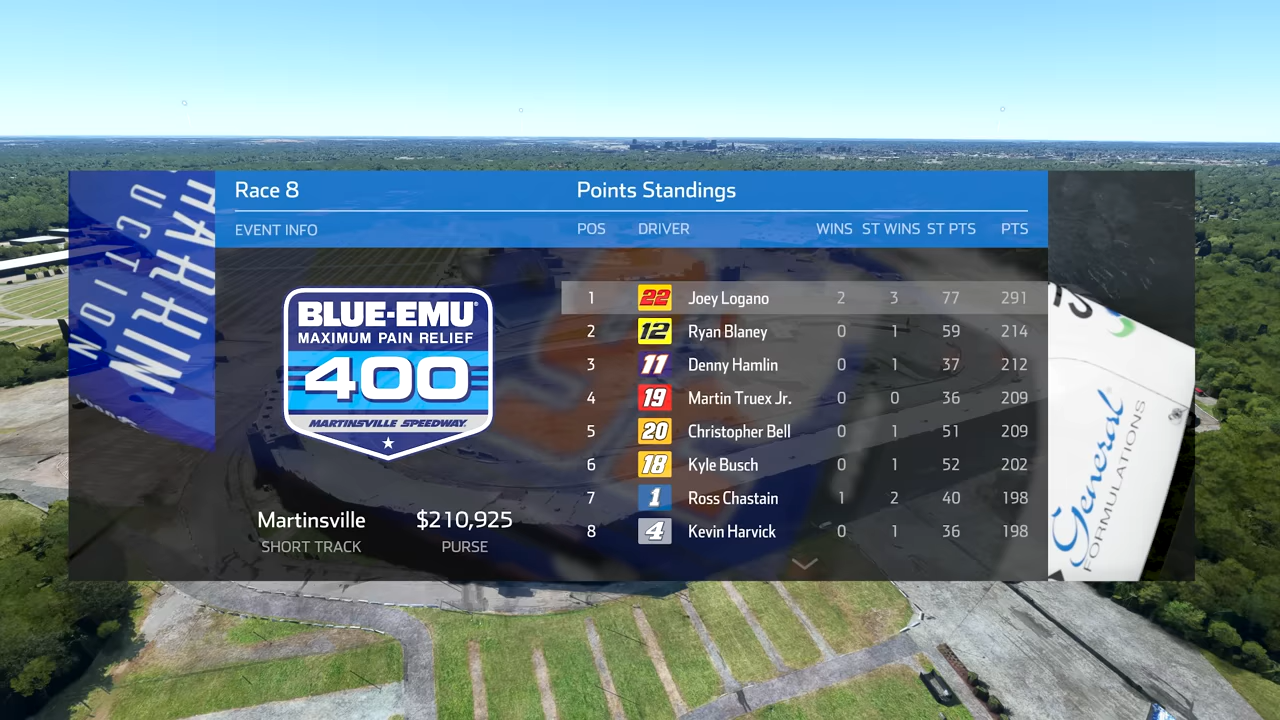 Race 8
EVENT INFO
BLUE-EMU
MAXIMUM PAIN RELIEF
400
MARTINSVILLE SPEEDWAY
Martinsville $210,925
SHORT TRACK PURSE
Points Standings
POS DRIVER WINS ST WINS ST PTS PTS
1 22 Joey Logano 2 3 77 291
2 12 Ryan Blaney 0 1 59 214
3 11 Denny Hamlin 0 1 37 212
4 19 Martin Truex Jr. 0 0 36 209
5 20 Christopher Bell 0 1 51 209
6 18 Kyle Busch 0 1 52 202
7 1 Ross Chastain 1 2 40 198
8 4 Kevin Harvick 0 1 36 198
General
FORMULATIONS